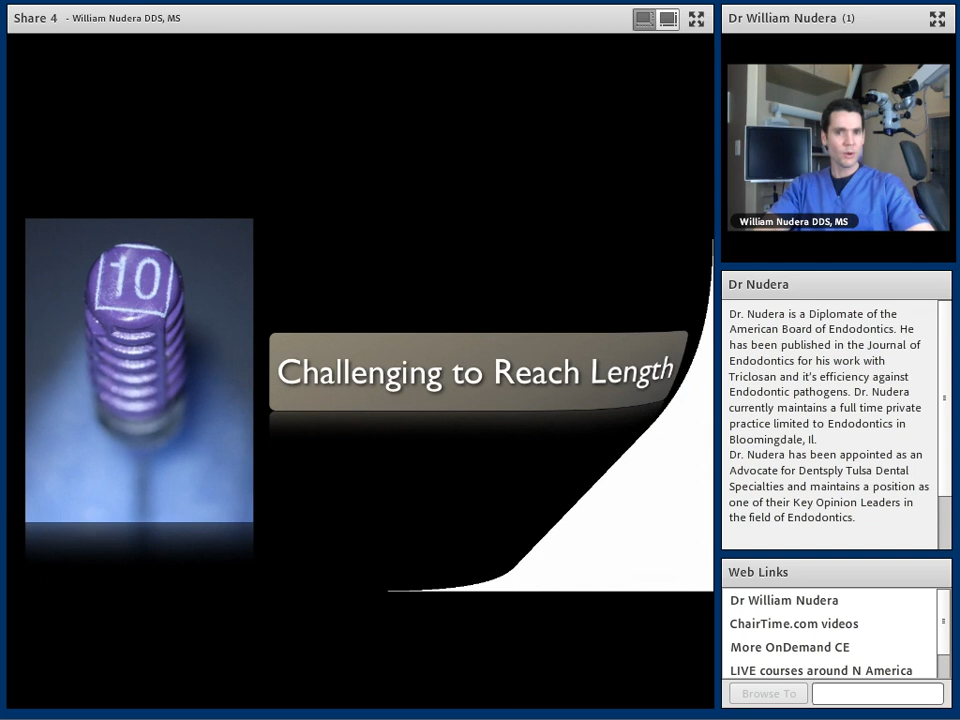 Share 4 - William Nudera DDS, MS
10
Challenging to Reach Length
Dr William Nudera (1)
William Nudera DDS, MS
Dr Nudera
Dr. Nudera is a Diplomate of the
American Board of Endodontics. He
has been published in the Journal of
Endodontics for his work with
Triclosan and it's efficiency against
Endodontic pathogens. Dr. Nudera
currently maintains a full time private
practice limited to Endodontics in
Bloomingdale, Il.
Dr. Nudera has been appointed as an
Advocate for Dentsply Tulsa Dental
Specialties and maintains a position as
one of their Key Opinion Leaders in
the field of Endodontics.
Web Links
Dr William Nudera
ChairTime.com videos
More OnDemand CE
LIVE courses around N America
Browse To